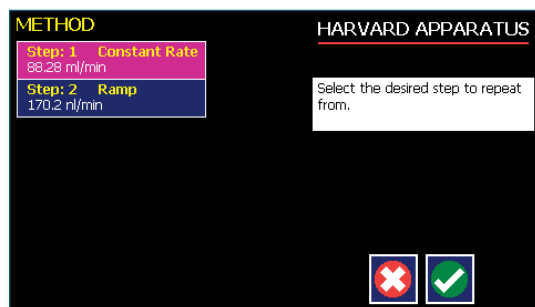 METHOD
HARVARD APPARATUS
Step: 1 Constant Rate
88.28 ml/min
Step: 2 Ramp
170.2 nl/min
Select the desired step to repeat
from.